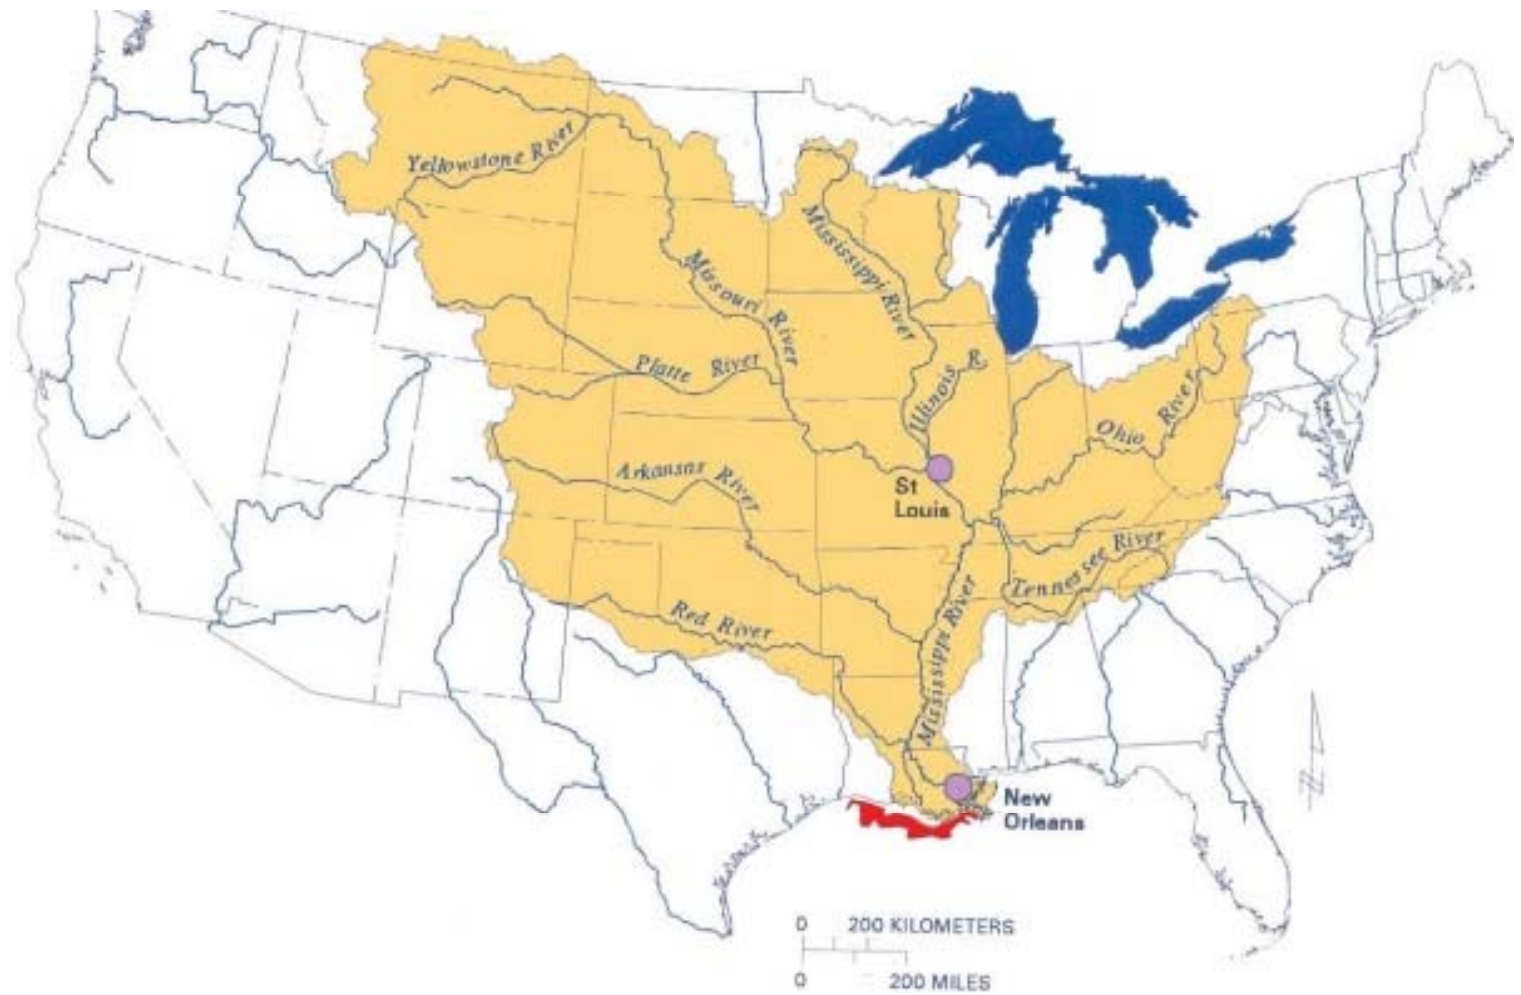 Yellowstone River
Mississippi River
Missouri River
Platte River
Illinois R.
Ohio River
Arkansas River
St
Louis
Tennessee River
Red River
Mississippi River
New
Orleans
0 200 KILOMETERS
0 200 MILES